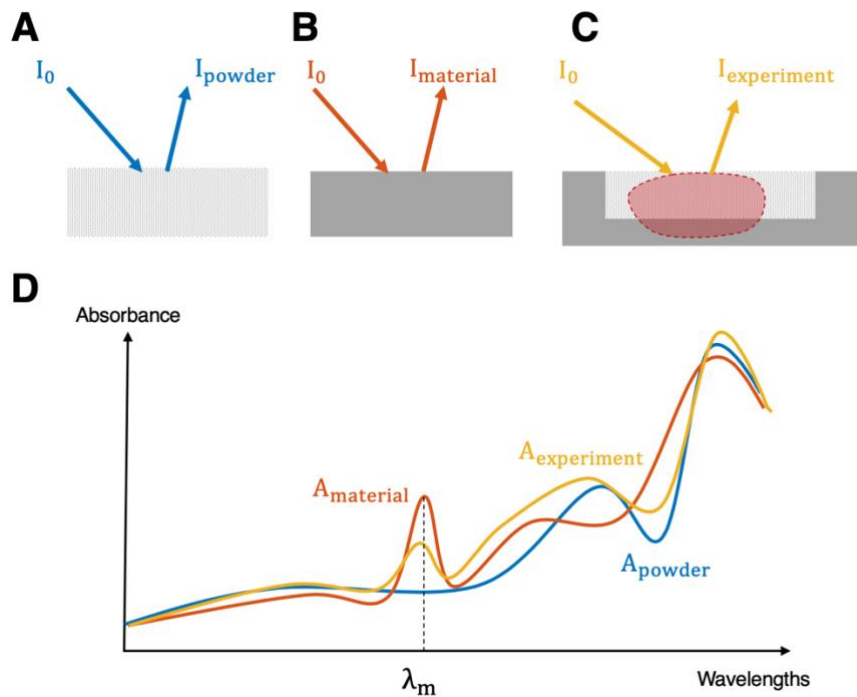 A
B
C
I0
Ipowder
I0
Imaterial
I0
Iexperiment
D
Absorbance
Aexperiment
Amaterial
Apowder
λm
Wavelengths